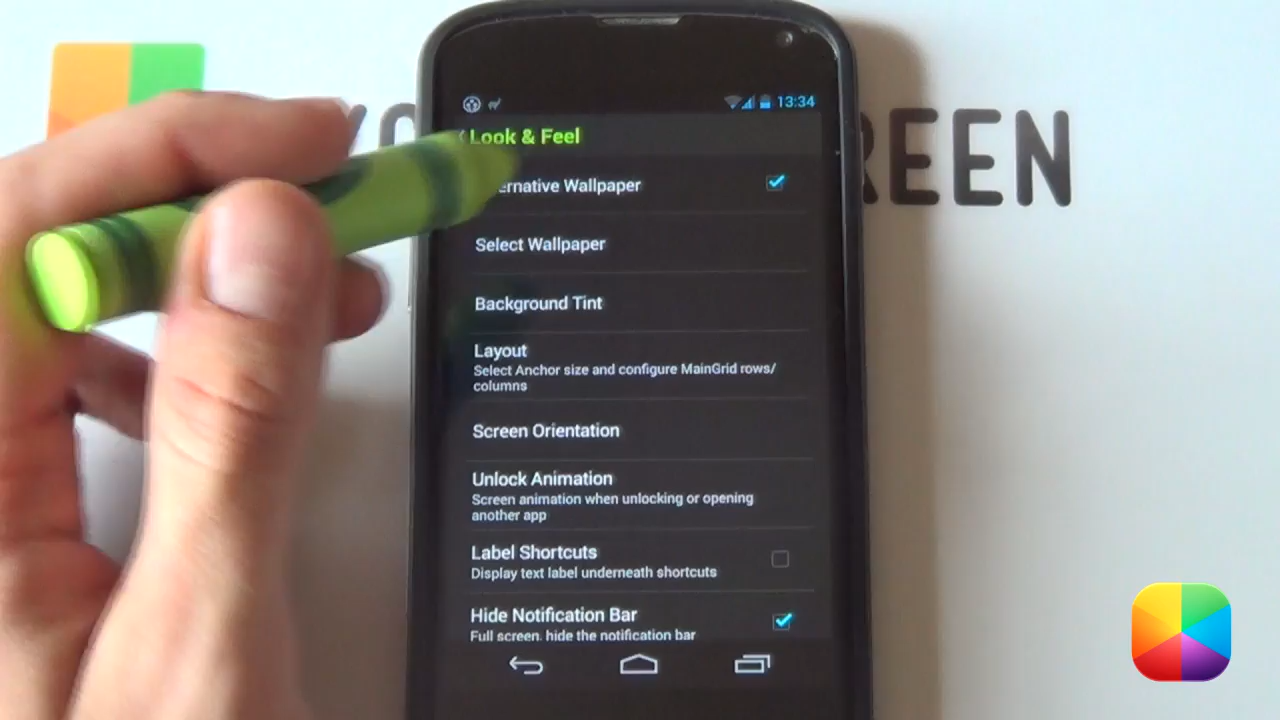 13:34
Look & Feel
Wallpaper
Select Wallpaper
Background Tint
Layout
Select Anchor size and configure MainGrid rows/
columns
Screen Orientation
Unlock Animation
Screen animation when unlocking or opening
another app
Label Shortcuts
Display text label underneath shortcuts
Hide Notification Bar
Full screen, hide the notification bar